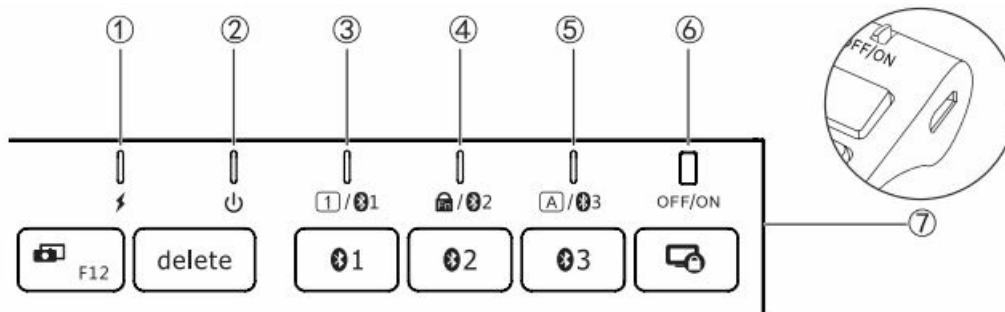 ① ② ③ ④ ⑤ ⑥
OFF/ON
1/1 Fn/2 A/3 OFF/ON
⑦
F12 delete 1 2 3